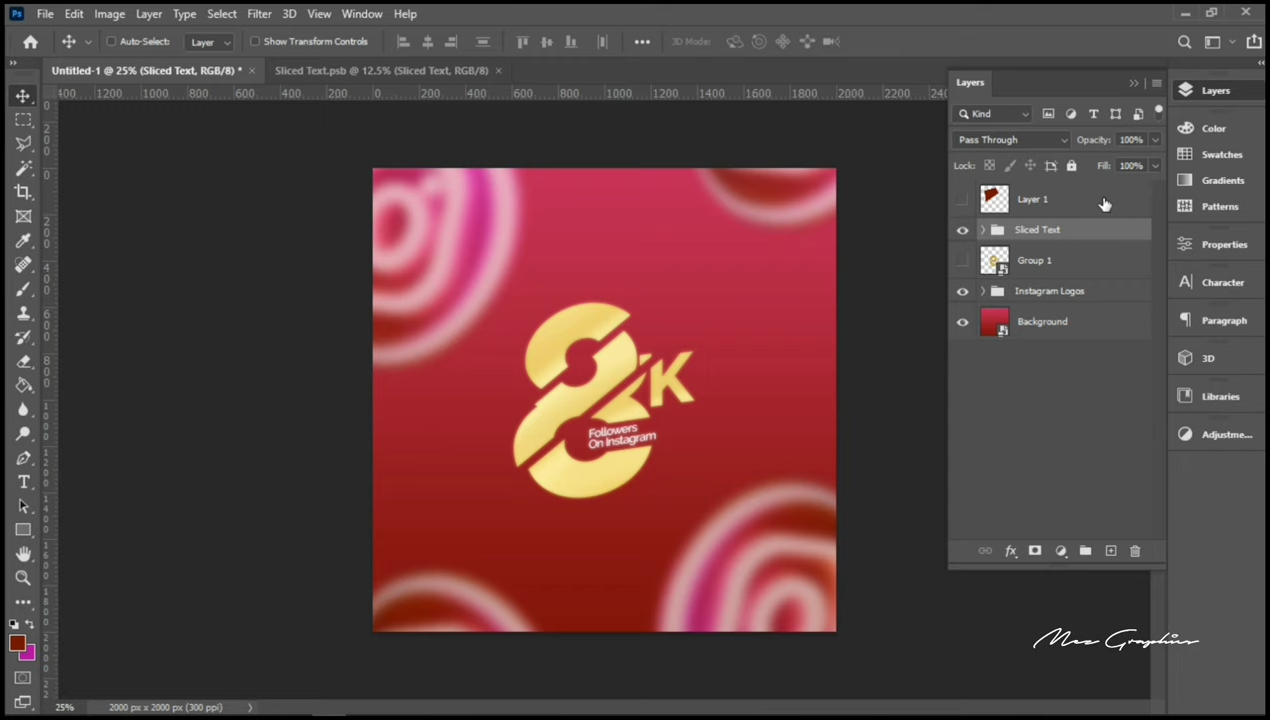 Ps File Edit Image Layer Type Select Filter 3D View Window Help
Auto-Select: Layer Show Transform Controls 3D Mode:
Untitled-1 @ 25% (Sliced Text, RGB/8) * × Sliced Text.psb @ 12.5% (Sliced Text, RGB/8) ×
1400 1200 1000 800 600 400 200 0 200 400 600 800 1000 1200 1400 1600 1800 2000 2200
Layers
Kind
Pass Through Opacity: 100%
Lock: Fill: 100%
Layer 1
Sliced Text
Group 1
Instagram Logos
Background
Layers
Color
Swatches
Gradients
Patterns
Properties
Character
Paragraph
3D
Libraries
Adjustme...
8K
Followers
On Instagram
Mez Graphics
25% 2000 px x 2000 px (300 ppi)